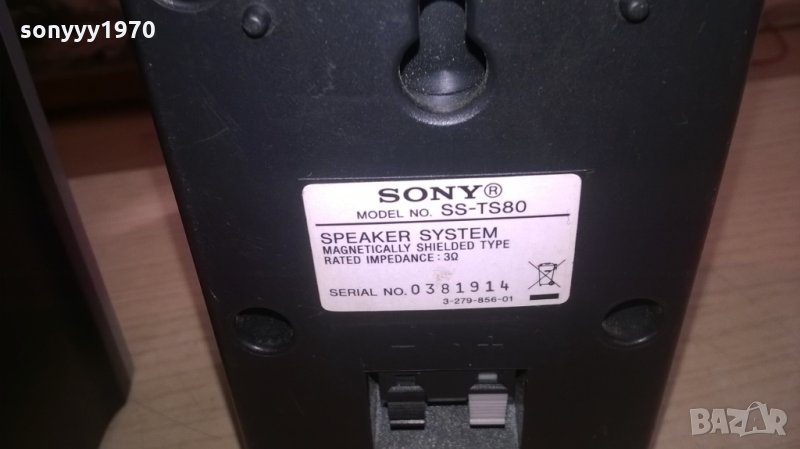 sonyyy1970
SONY®
MODEL NO. SS-TS80
SPEAKER SYSTEM
MAGNETICALLY SHIELDED TYPE
RATED IMPEDANCE : 3Ω
SERIAL NO. 0381914
3-279-856-01
− +
BAZAR